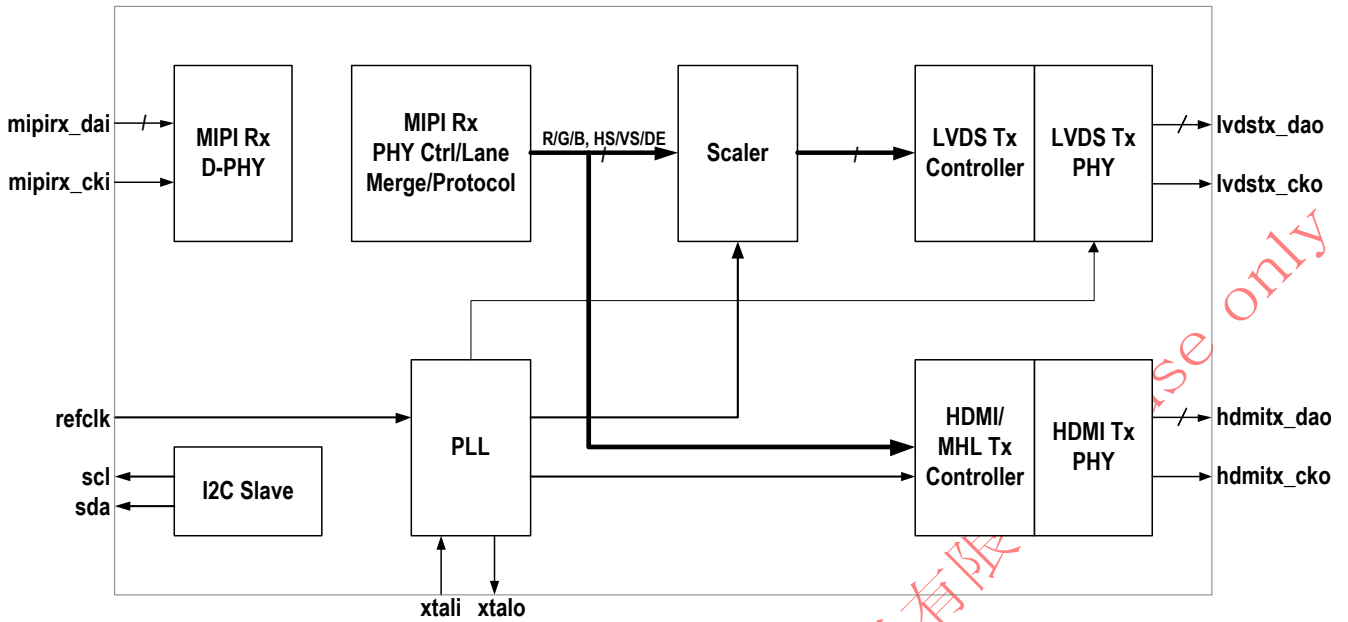 mipirx_dai
mipirx_cki
MIPI Rx
D-PHY
MIPI Rx
PHY Ctrl/Lane
Merge/Protocol
R/G/B, HS/VS/DE
Scaler
LVDS Tx
Controller
LVDS Tx
PHY
lvdstx_dao
lvdstx_cko
refclk
scl
sda
I2C Slave
PLL
xtali
xtalo
HDMI/
MHL Tx
Controller
HDMI Tx
PHY
hdmitx_dao
hdmitx_cko
有限
use only